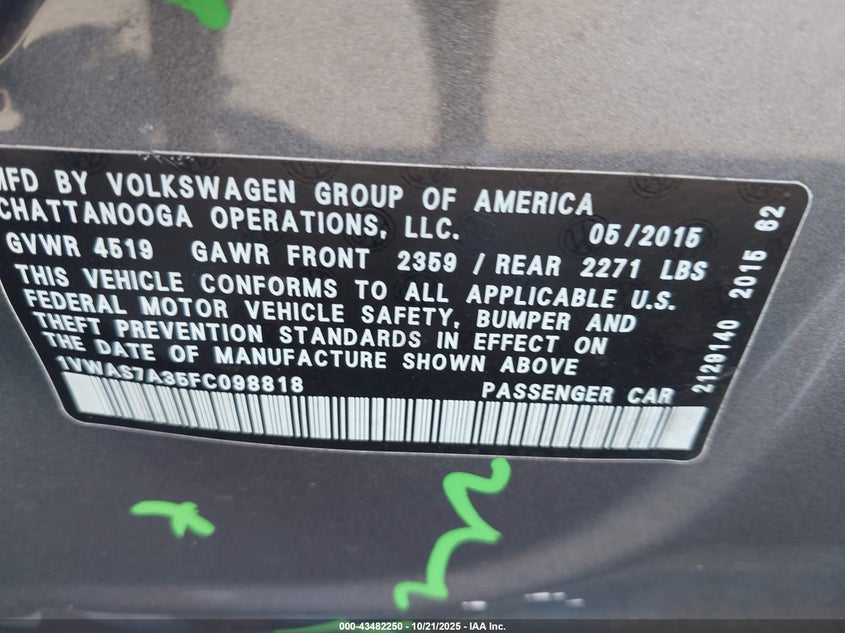 MFD BY VOLKSWAGEN GROUP OF AMERICA
CHATTANOOGA OPERATIONS, LLC. 05/2015
GVWR 4519 GAWR FRONT 2359 / REAR 2271 LBS
THIS VEHICLE CONFORMS TO ALL APPLICABLE U.S.
FEDERAL MOTOR VEHICLE SAFETY, BUMPER AND
THEFT PREVENTION STANDARDS IN EFFECT ON
THE DATE OF MANUFACTURE SHOWN ABOVE
1VWAS7A35FC098818 PASSENGER CAR
2129140 2015 62
000-43482250 - 10/21/2025 - IAA Inc.